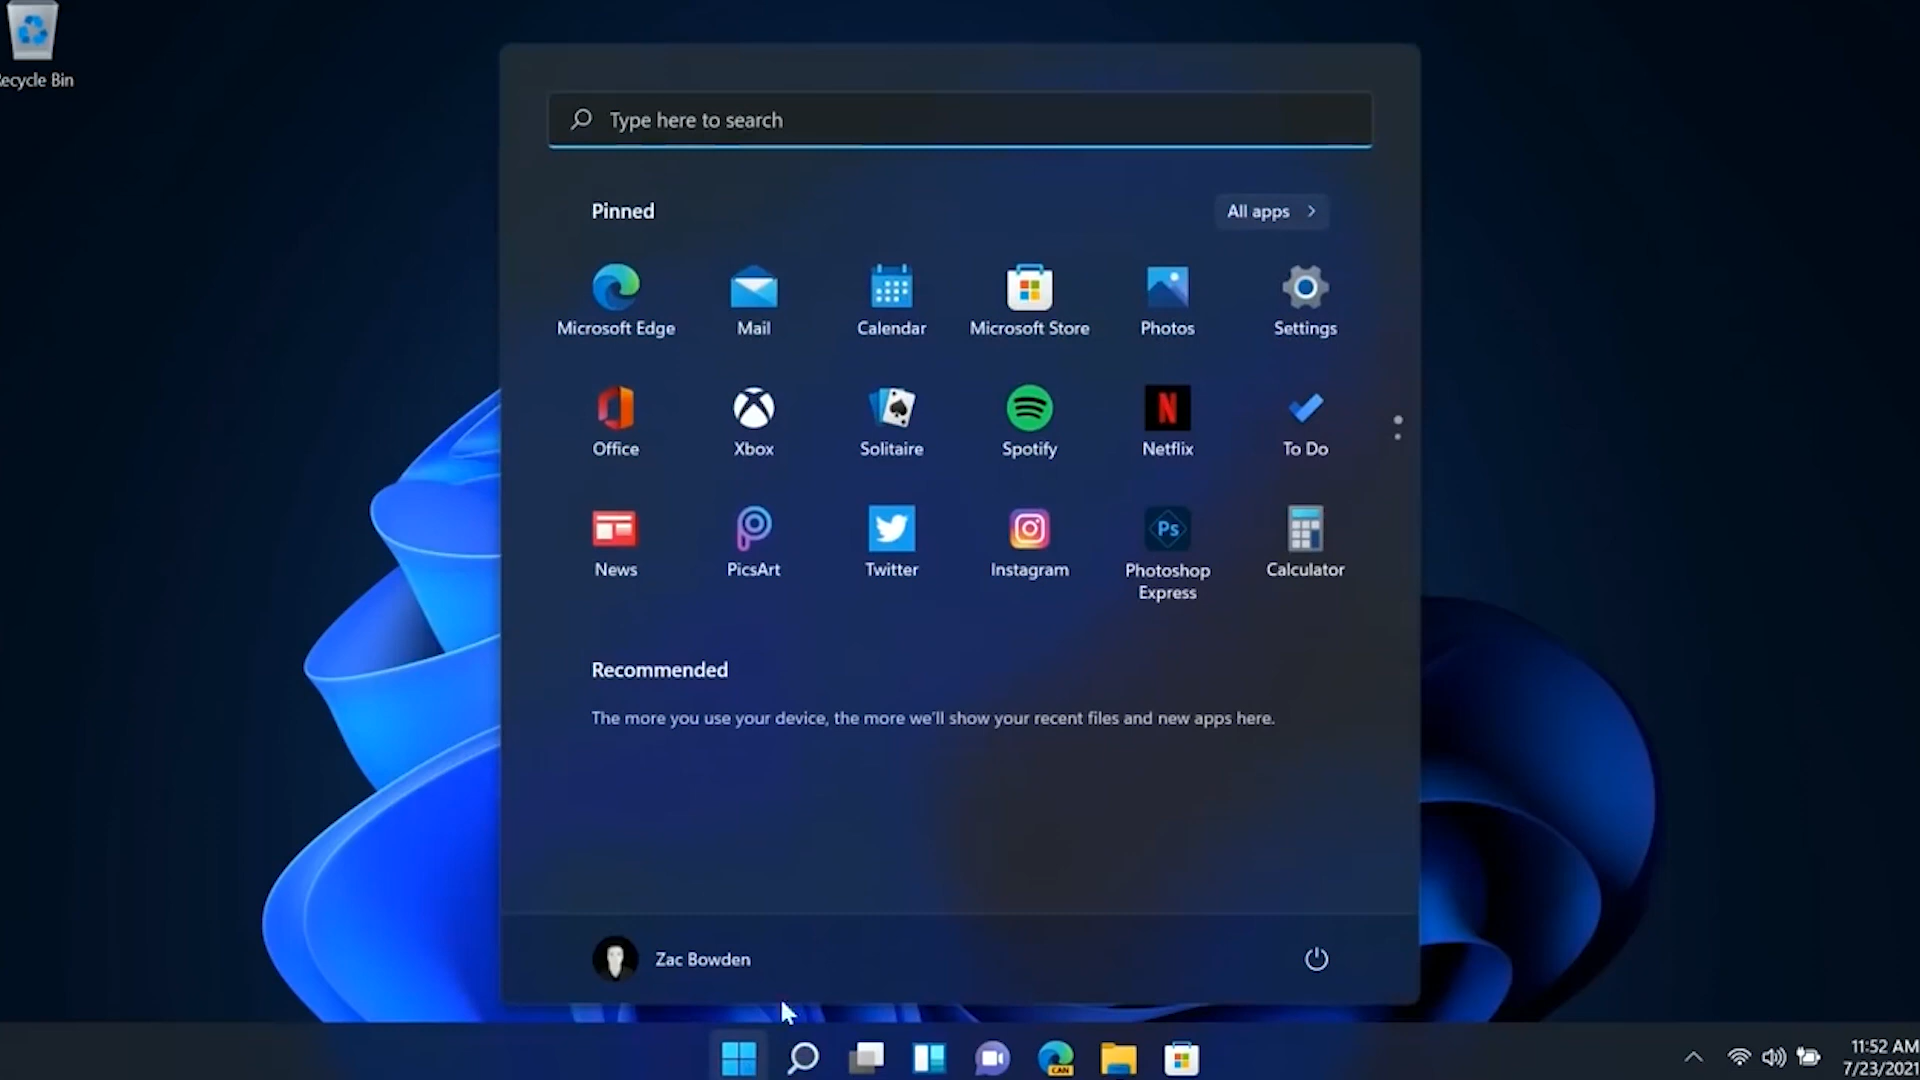 ecycle Bin
Type here to search
Pinned
All apps
Microsoft Edge
Mail
Calendar
Microsoft Store
Photos
Settings
Office
Xbox
Solitaire
Spotify
Netflix
To Do
News
PicsArt
Twitter
Instagram
Ps
Photoshop
Express
Calculator
Recommended
The more you use your device, the more we'll show your recent files and new apps here.
Zac Bowden
CAN
11:52 AM
7/23/2021